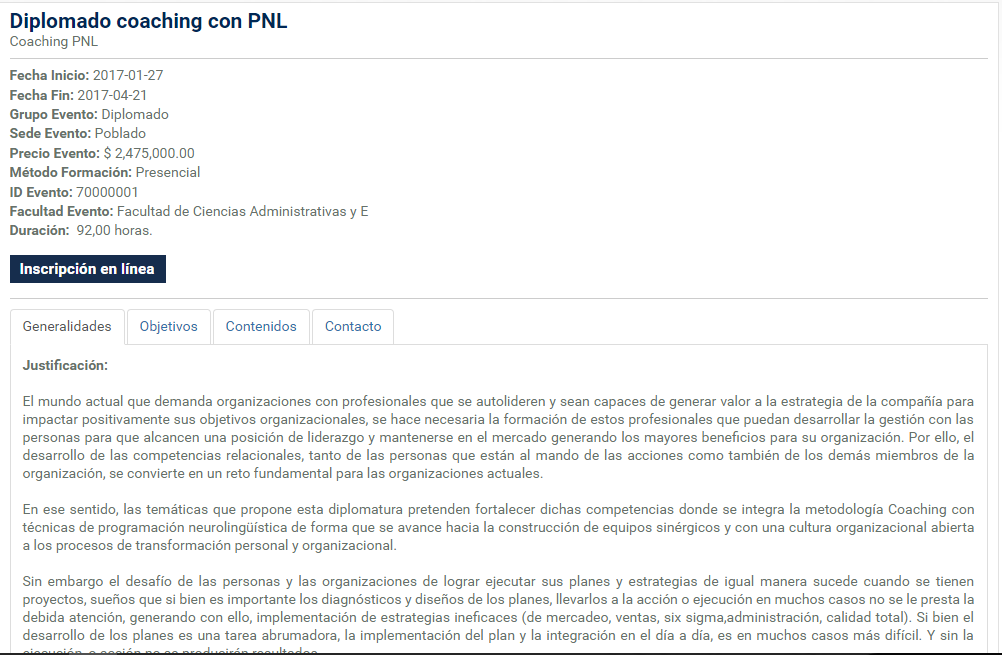 Diplomado coaching con PNL
Coaching PNL
Fecha Inicio: 2017-01-27
Fecha Fin: 2017-04-21
Grupo Evento: Diplomado
Sede Evento: Poblado
Precio Evento: $ 2,475,000.00
Método Formación: Presencial
ID Evento: 70000001
Facultad Evento: Facultad de Ciencias Administrativas y E
Duración: 92,00 horas.
Inscripción en línea
Generalidades Objetivos Contenidos Contacto
Justificación:
El mundo actual que demanda organizaciones con profesionales que se autolideren y sean capaces de generar valor a la estrategia de la compañía para
impactar positivamente sus objetivos organizacionales, se hace necesaria la formación de estos profesionales que puedan desarrollar la gestión con las
personas para que alcancen una posición de liderazgo y mantenerse en el mercado generando los mayores beneficios para su organización. Por ello, el
desarrollo de las competencias relacionales, tanto de las personas que están al mando de las acciones como también de los demás miembros de la
organización, se convierte en un reto fundamental para las organizaciones actuales.
En ese sentido, las temáticas que propone esta diplomatura pretenden fortalecer dichas competencias donde se integra la metodología Coaching con
técnicas de programación neurolingüística de forma que se avance hacia la construcción de equipos sinérgicos y con una cultura organizacional abierta
a los procesos de transformación personal y organizacional.
Sin embargo el desafío de las personas y las organizaciones de lograr ejecutar sus planes y estrategias de igual manera sucede cuando se tienen
proyectos, sueños que si bien es importante los diagnósticos y diseños de los planes, llevarlos a la acción o ejecución en muchos casos no se le presta la
debida atención, generando con ello, implementación de estrategias ineficaces (de mercadeo, ventas, six sigma,administración, calidad total). Si bien el
desarrollo de los planes es una tarea abrumadora, la implementación del plan y la integración en el día a día, es en muchos casos más difícil. Y sin la